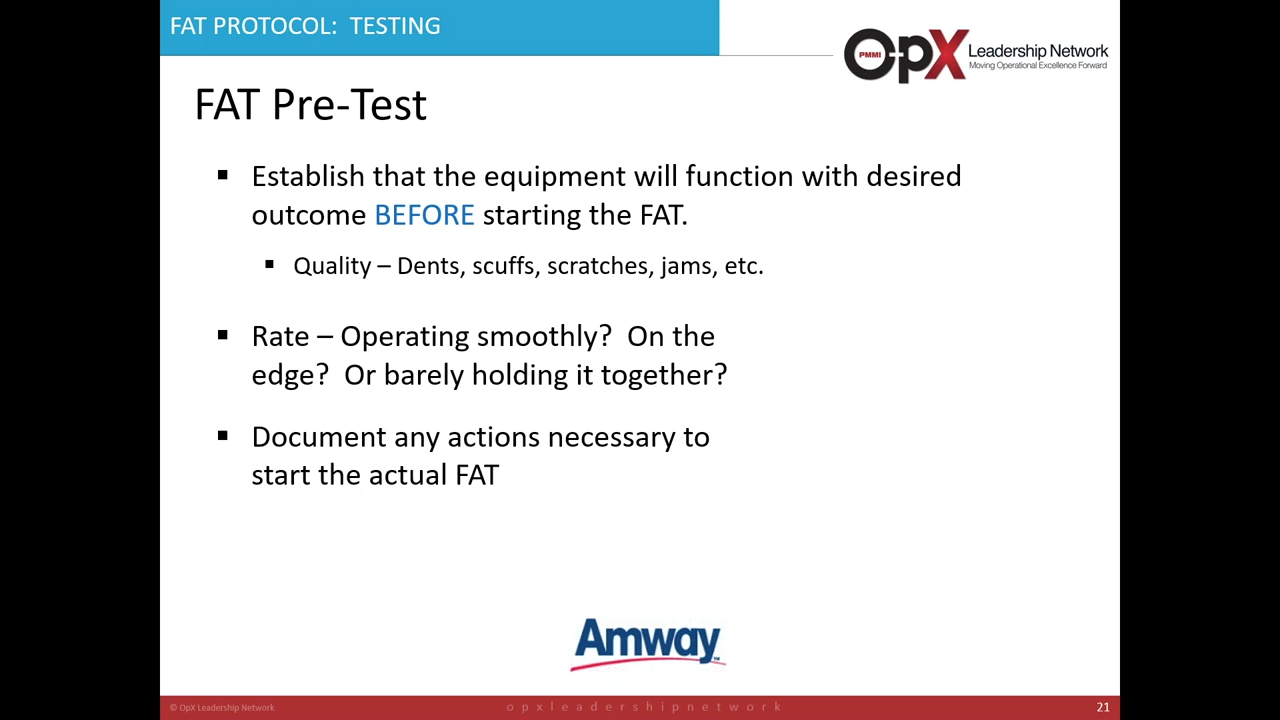 FAT PROTOCOL:  TESTING
PMMI
OpX
Leadership Network
Moving Operational Excellence Forward
FAT Pre-Test
▪ Establish that the equipment will function with desired
outcome BEFORE starting the FAT.
▪ Quality – Dents, scuffs, scratches, jams, etc.
▪ Rate – Operating smoothly?  On the
edge?  Or barely holding it together?
▪ Document any actions necessary to
start the actual FAT
Amway™
© OpX Leadership Network
opxleadershipnetwork
21